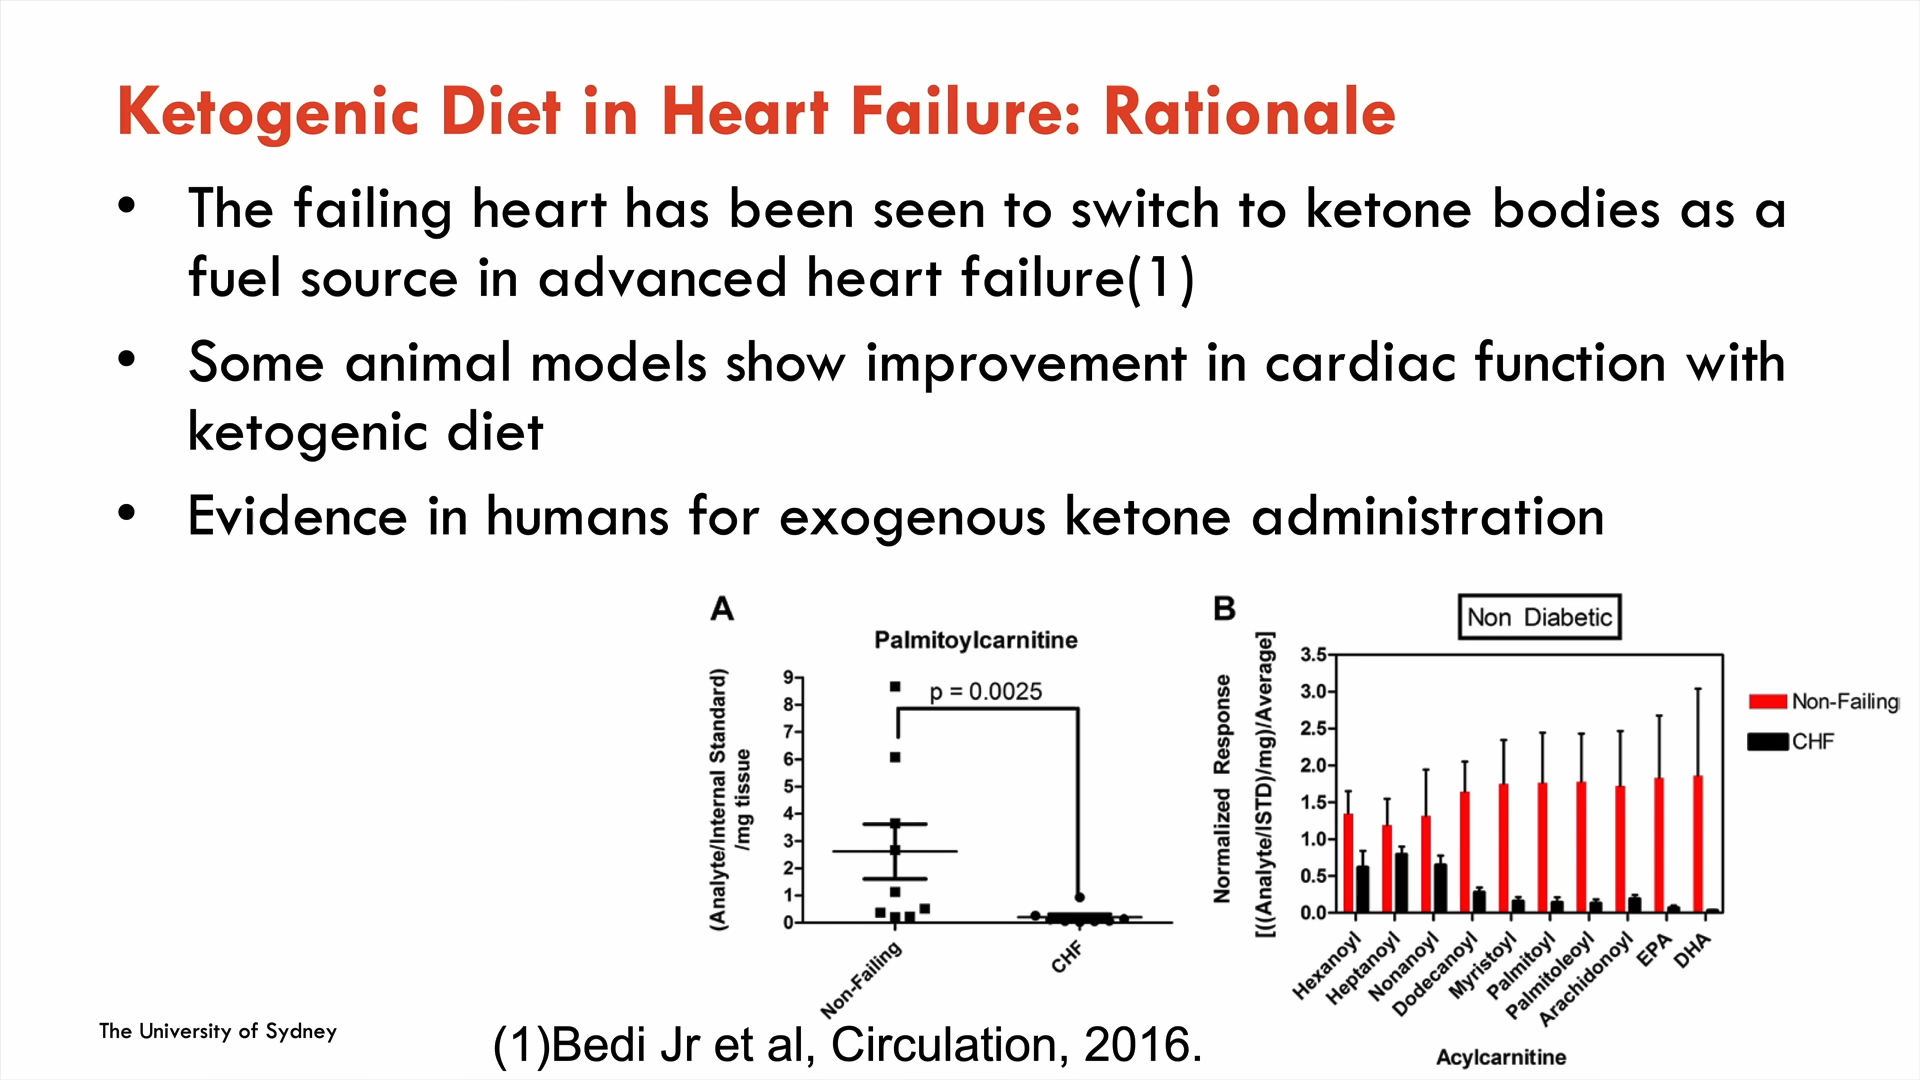 Ketogenic Diet in Heart Failure: Rationale
• The failing heart has been seen to switch to ketone bodies as a
fuel source in advanced heart failure(1)
• Some animal models show improvement in cardiac function with
ketogenic diet
• Evidence in humans for exogenous ketone administration
A
Palmitoylcarnitine
(Analyte/Internal Standard)
/mg tissue
9
8
7
6
5
4
3
2
1
0
p = 0.0025
Non-Failing
CHF
B
Non Diabetic
Normalized Response
[((Analyte/ISTD)/mg)/Average]
3.5
3.0
2.5
2.0
1.5
1.0
0.5
0.0
Hexanoyl
Heptanoyl
Nonanoyl
Dodecanoyl
Myristoyl
Palmitoyl
Palmitoleoyl
Arachidonoyl
EPA
DHA
Acylcarnitine
Non-Failing
CHF
The University of Sydney
(1)Bedi Jr et al, Circulation, 2016.